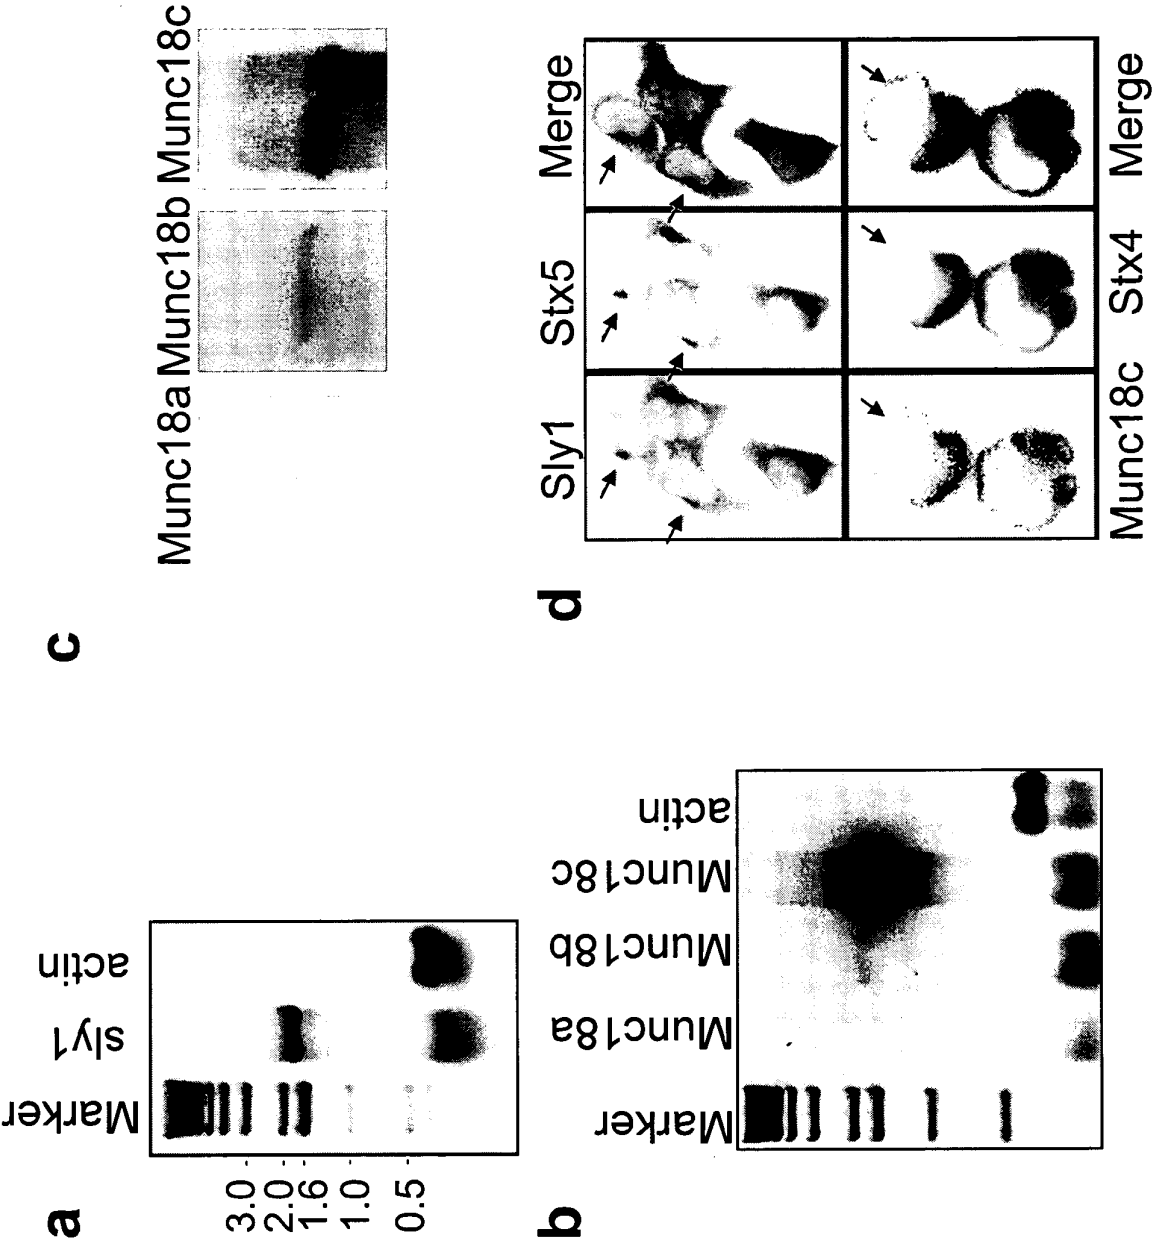 a
Marker sly1 actin
3.0
2.0
1.6
1.0
0.5
b
Marker Munc18a Munc18b Munc18c actin
c
Munc18a Munc18b Munc18c
d
Sly1 Stx5 Merge
Munc18c Stx4 Merge